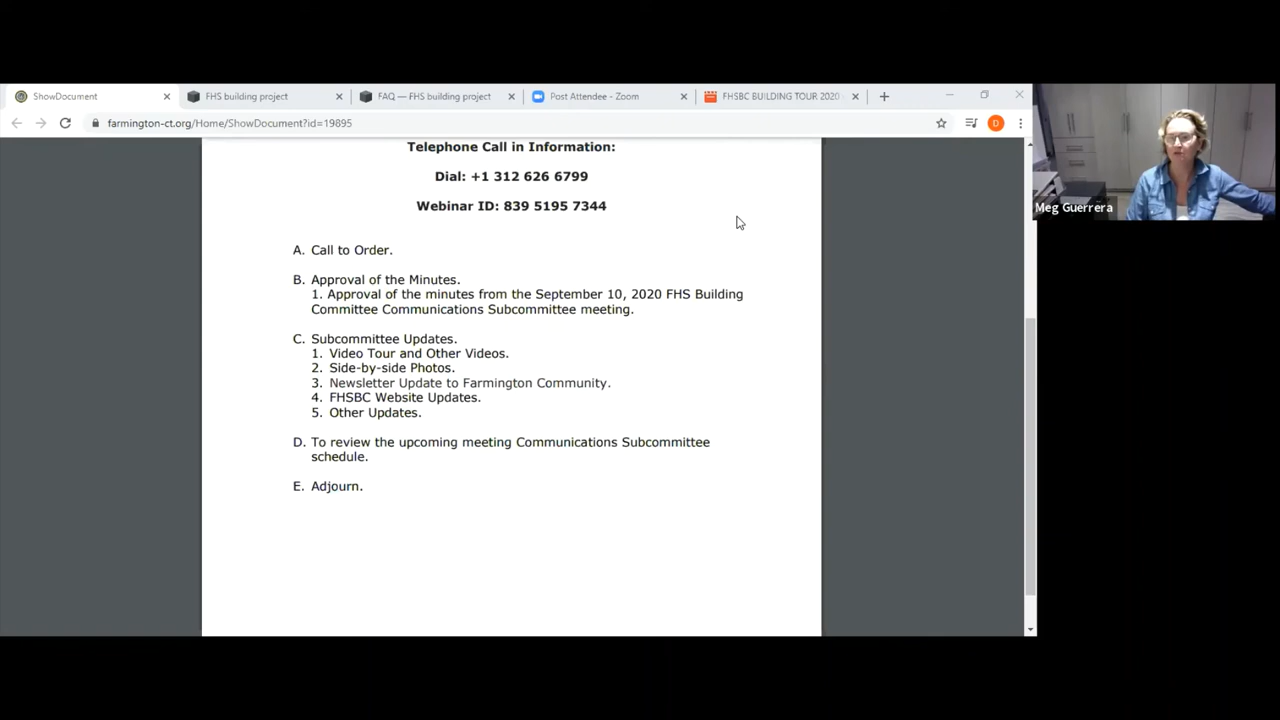 ShowDocument
FHS building project
FAQ — FHS building project
Post Attendee - Zoom
FHSBC BUILDING TOUR 2020
farmington-ct.org/Home/ShowDocument?id=19895
D
Telephone Call in Information:
Dial: +1 312 626 6799
Webinar ID: 839 5195 7344
Meg Guerrera
A. Call to Order.
B. Approval of the Minutes.
1. Approval of the minutes from the September 10, 2020 FHS Building
Committee Communications Subcommittee meeting.
C. Subcommittee Updates.
1. Video Tour and Other Videos.
2. Side-by-side Photos.
3. Newsletter Update to Farmington Community.
4. FHSBC Website Updates.
5. Other Updates.
D. To review the upcoming meeting Communications Subcommittee
schedule.
E. Adjourn.